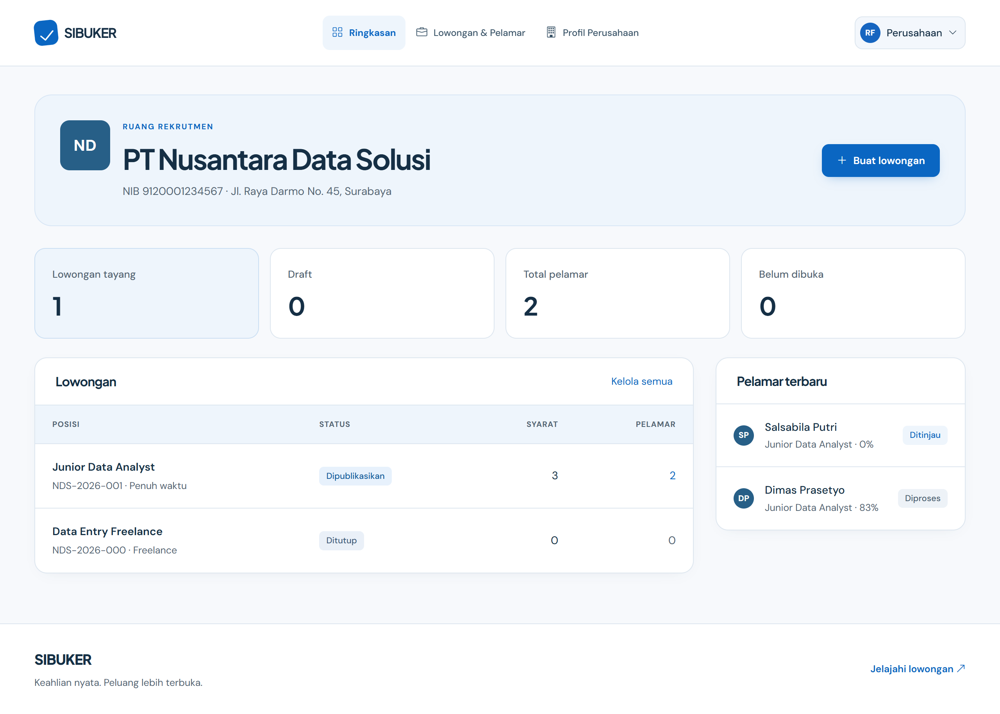 SIBUKER
Ringkasan
Lowongan & Pelamar
Profil Perusahaan
RF
Perusahaan
ND
RUANG REKRUTMEN
PT Nusantara Data Solusi
NIB 9120001234567 · Jl. Raya Darmo No. 45, Surabaya
Buat lowongan
Lowongan tayang
1
Draft
0
Total pelamar
2
Belum dibuka
0
Lowongan
Kelola semua
POSISI STATUS SYARAT PELAMAR
Junior Data Analyst
NDS-2026-001 · Penuh waktu
Dipublikasikan
3
2
Data Entry Freelance
NDS-2026-000 · Freelance
Ditutup
0
0
Pelamar terbaru
SP
Salsabila Putri
Junior Data Analyst · 0%
Ditinjau
DP
Dimas Prasetyo
Junior Data Analyst · 83%
Diproses
SIBUKER
Keahlian nyata. Peluang lebih terbuka.
Jelajahi lowongan